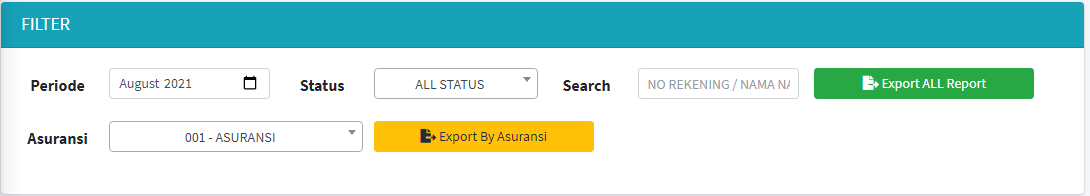 FILTER
Periode August 2021 Status ALL STATUS Search NO REKENING / NAMA NA Export ALL Report
Asuransi 001 - ASURANSI Export By Asuransi